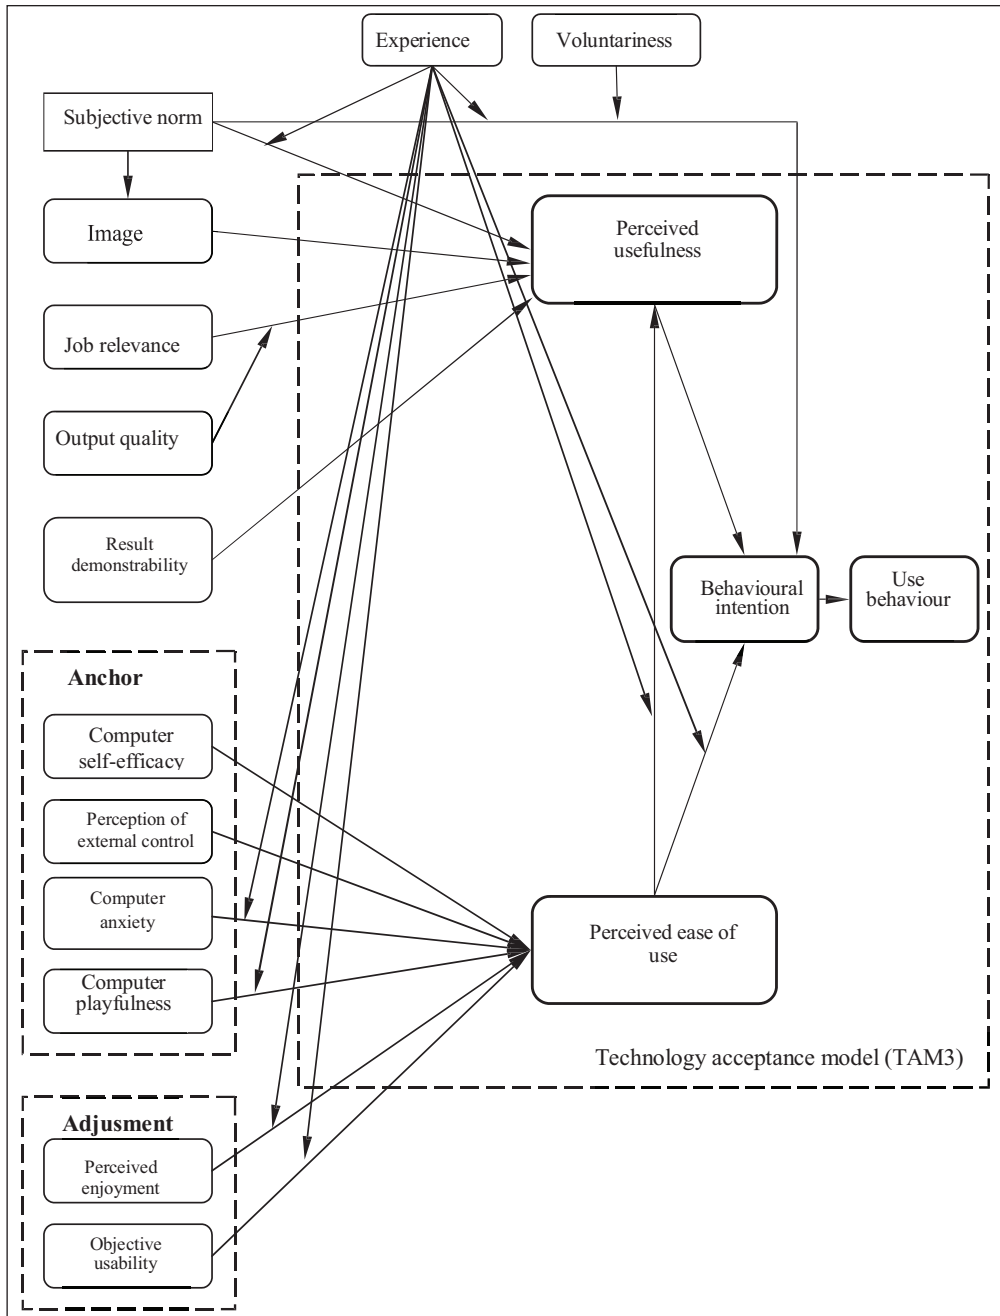 Experience
Voluntariness
Subjective norm
Image
Perceived
usefulness
Job relevance
Output quality
Result
demonstrability
Behavioural
intention
Use
behaviour
Anchor
Computer
self-efficacy
Perception of
external control
Computer
anxiety
Computer
playfulness
Perceived ease of
use
Technology acceptance model (TAM3)
Adjusment
Perceived
enjoyment
Objective
usability